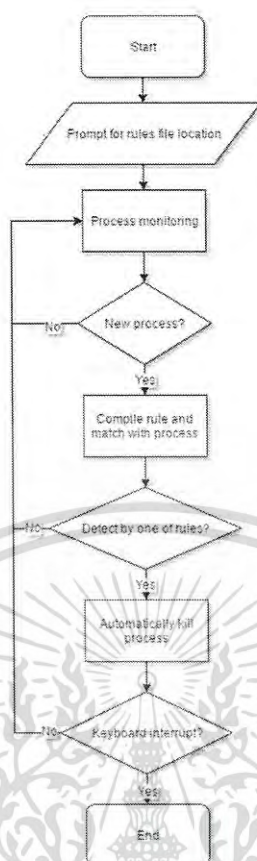 Start
Prompt for rules file location
Process monitoring
New process?
No
Yes
Compile rule and
match with process
Detect by one of rules?
No
Yes
Automatically kill
process
Keyboard interrupt?
No
Yes
End